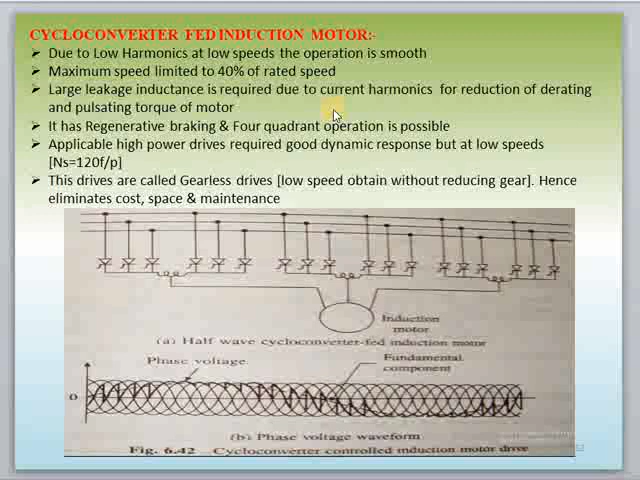 CYCLOCONVERTER FED INDUCTION MOTOR:-
Due to Low Harmonics at low speeds the operation is smooth
Maximum speed limited to 40% of rated speed
Large leakage inductance is required due to current harmonics for reduction of derating
and pulsating torque of motor
It has Regenerative braking & Four quadrant operation is possible
Applicable high power drives required good dynamic response but at low speeds
[Ns=120f/p]
This drives are called Gearless drives [low speed obtain without reducing gear]. Hence
eliminates cost, space & maintenance
Induction
motor
(a) Half wave cycloconverter-fed induction motor
Phase voltage
Fundamental
component
0
(b) Phase voltage waveform
Fig. 6.42 Cycloconverter controlled induction motor drive